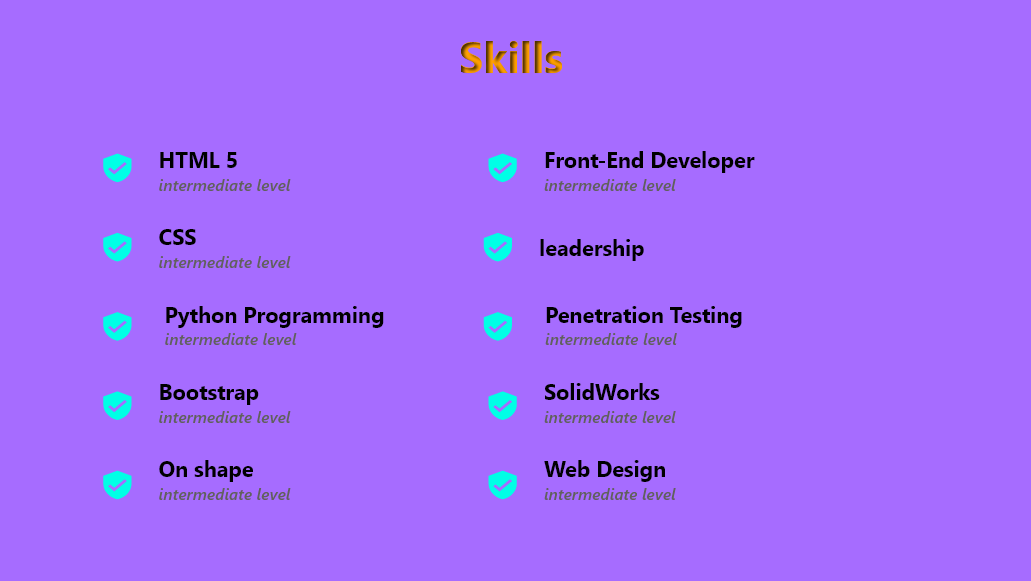 Skills
HTML 5
intermediate level
CSS
intermediate level
Python Programming
intermediate level
Bootstrap
intermediate level
On shape
intermediate level
Front-End Developer
intermediate level
leadership
Penetration Testing
intermediate level
SolidWorks
intermediate level
Web Design
intermediate level